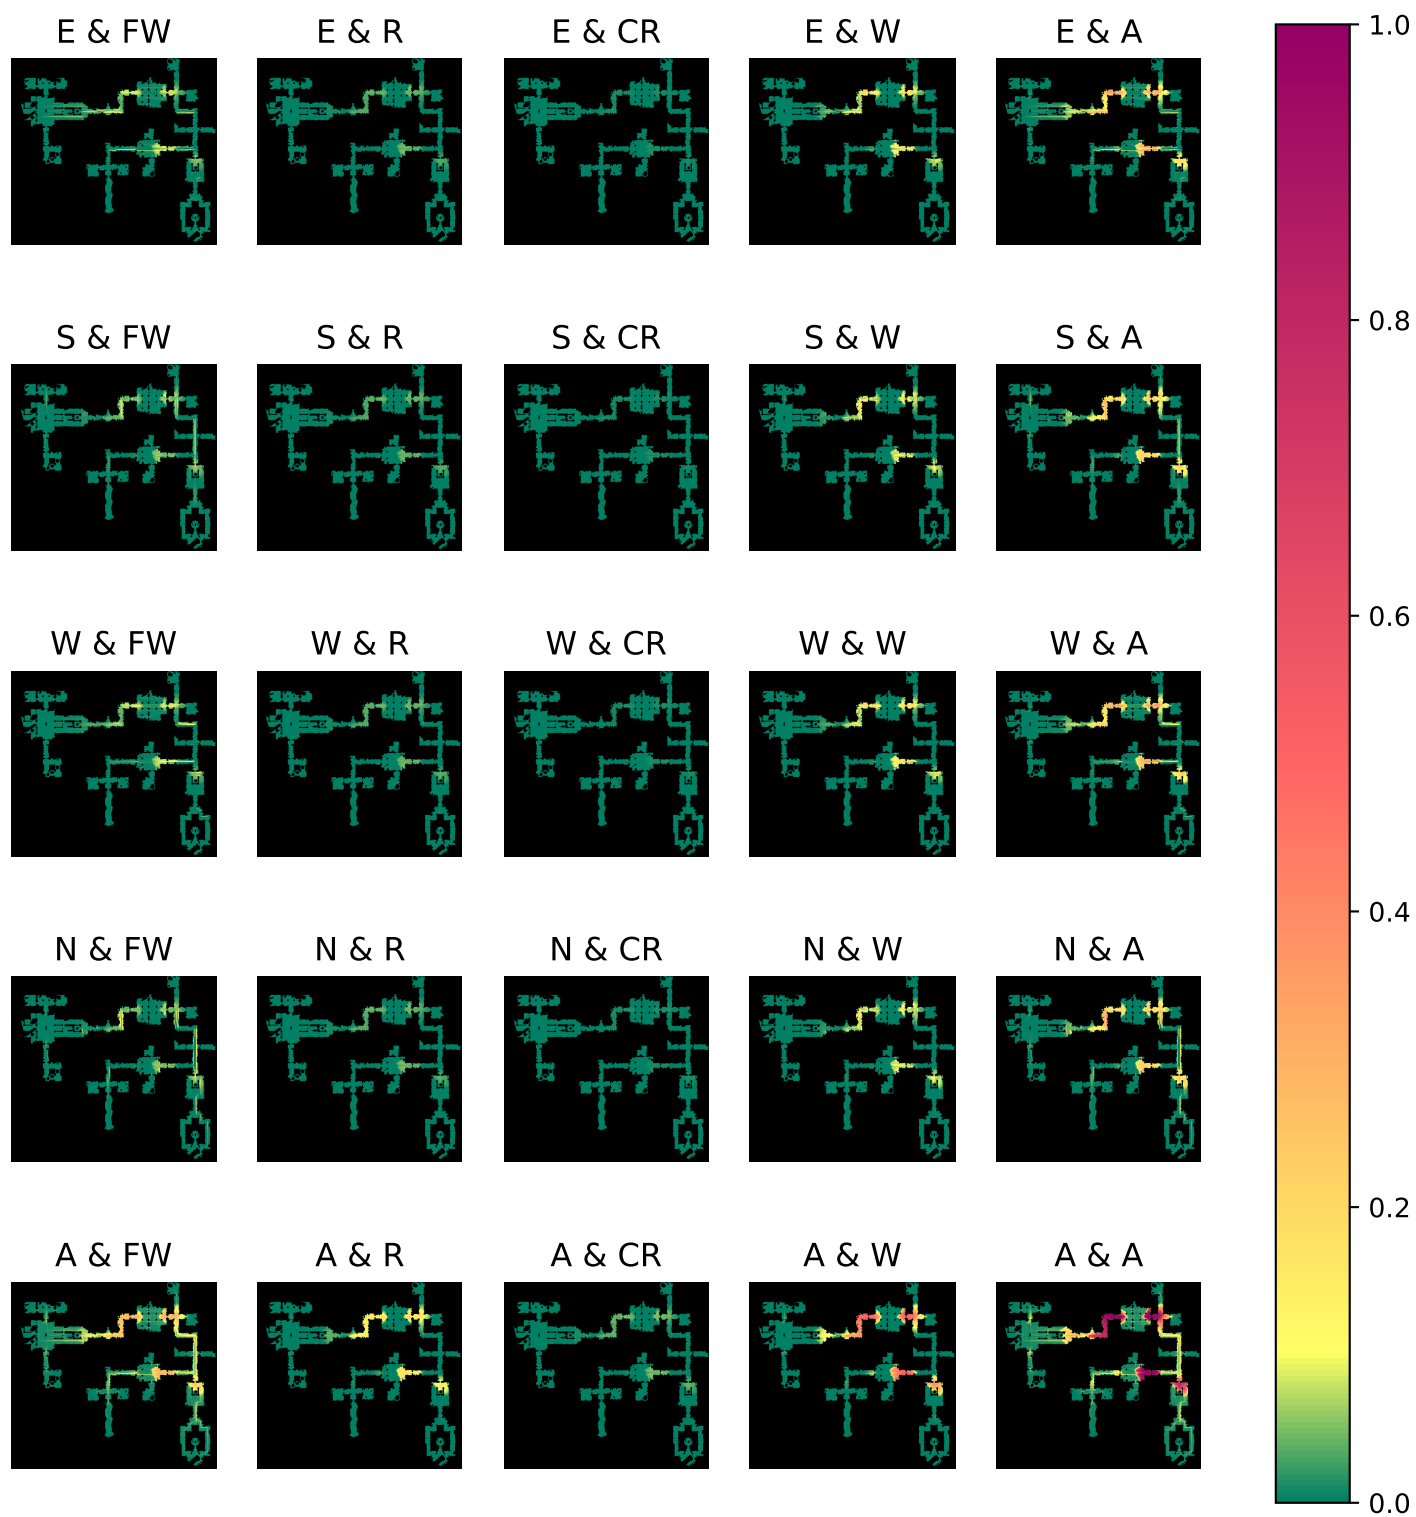 E & FW E & R E & CR E & W E & A
S & FW S & R S & CR S & W S & A
W & FW W & R W & CR W & W W & A
N & FW N & R N & CR N & W N & A
A & FW A & R A & CR A & W A & A
1.0
0.8
0.6
0.4
0.2
0.0